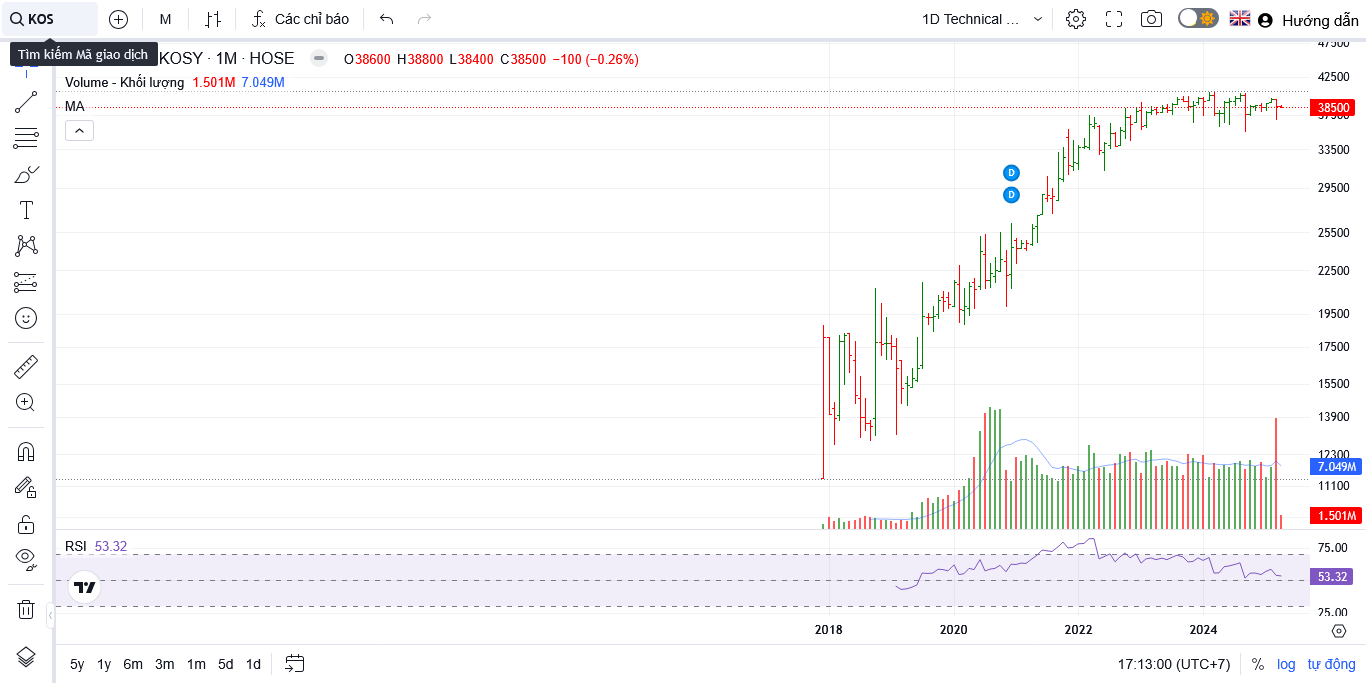 KOS
M
Các chỉ báo
1D Technical ...
Hướng dẫn
Tìm kiếm Mã giao dịch
KOSY · 1M · HOSE
O38600 H38800 L38400 C38500 −100 (−0.26%)
Volume - Khối lượng 1.501M 7.049M
MA
47500
42500
38500
37500
33500
29500
D
D
25500
22500
19500
17500
15500
13900
12300
7.049M
11100
1.501M
RSI 53.32
75.00
53.32
25.00
2018 2020 2022 2024
5y 1y 6m 3m 1m 5d 1d
17:13:00 (UTC+7) % log tự động